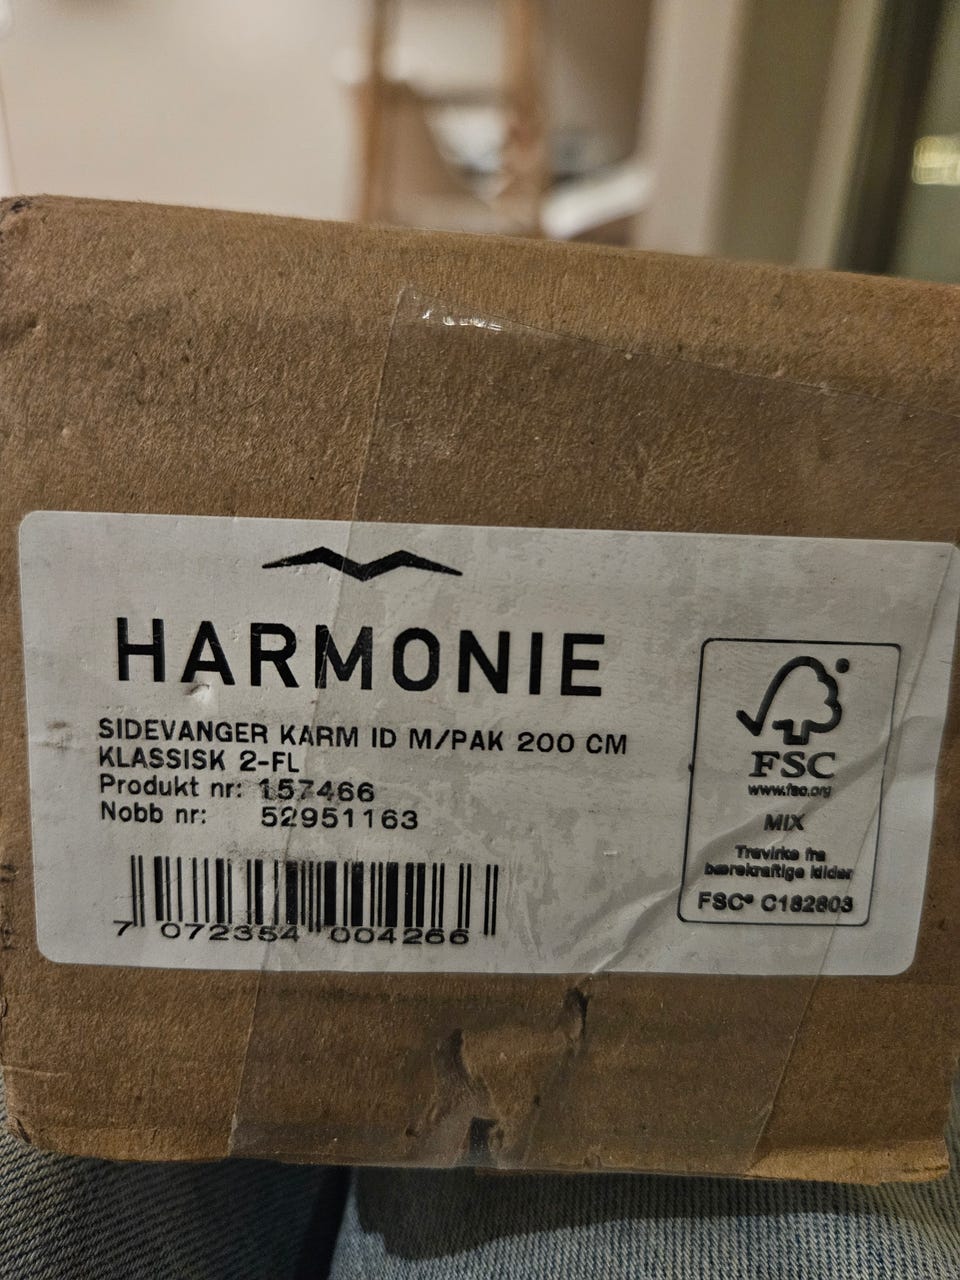 HARMONIE
SIDEVANGER KARM ID M/PAK 200 CM
KLASSISK 2-FL
Produkt nr: 157466
Nobb nr: 52951163
7 072354 004266
FSC
www.fsc.org
MIX
Trevirke fra
bærekraftige kilder
FSC® C182603